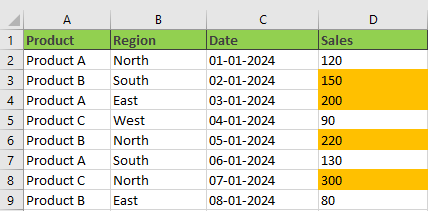 A B C D
1 Product Region Date Sales
2 Product A North 01-01-2024 120
3 Product B South 02-01-2024 150
4 Product A East 03-01-2024 200
5 Product C West 04-01-2024 90
6 Product B North 05-01-2024 220
7 Product A South 06-01-2024 130
8 Product C North 07-01-2024 300
9 Product B East 08-01-2024 80